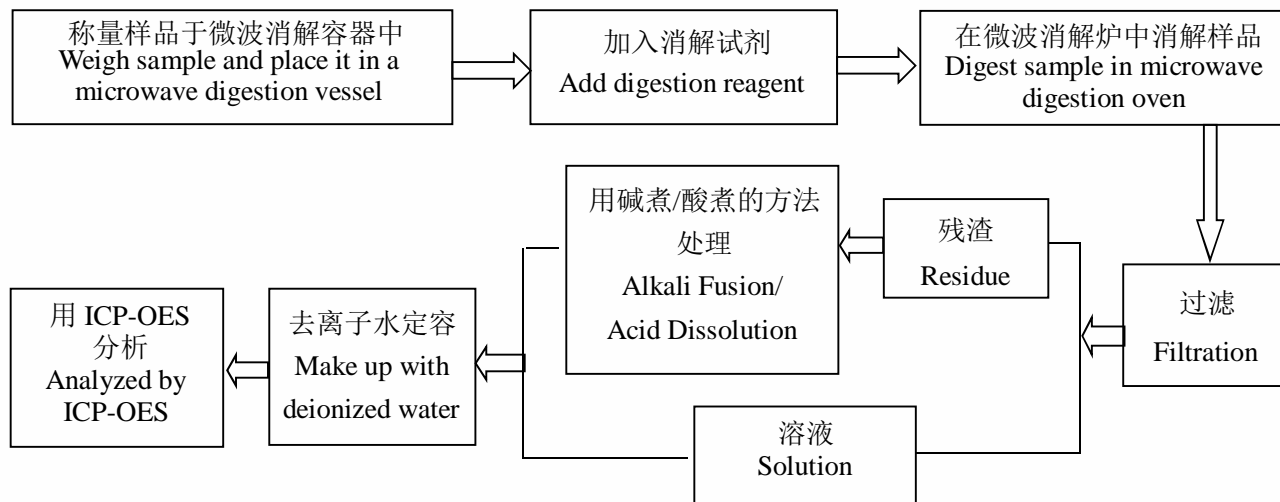 称量样品于微波消解容器中
Weigh sample and place it in a
microwave digestion vessel
加入消解试剂
Add digestion reagent
在微波消解炉中消解样品
Digest sample in microwave
digestion oven
过滤
Filtration
残渣
Residue
用碱煮/酸煮的方法
处理
Alkali Fusion/
Acid Dissolution
溶液
Solution
去离子水定容
Make up with
deionized water
用 ICP-OES
分析
Analyzed by
ICP-OES